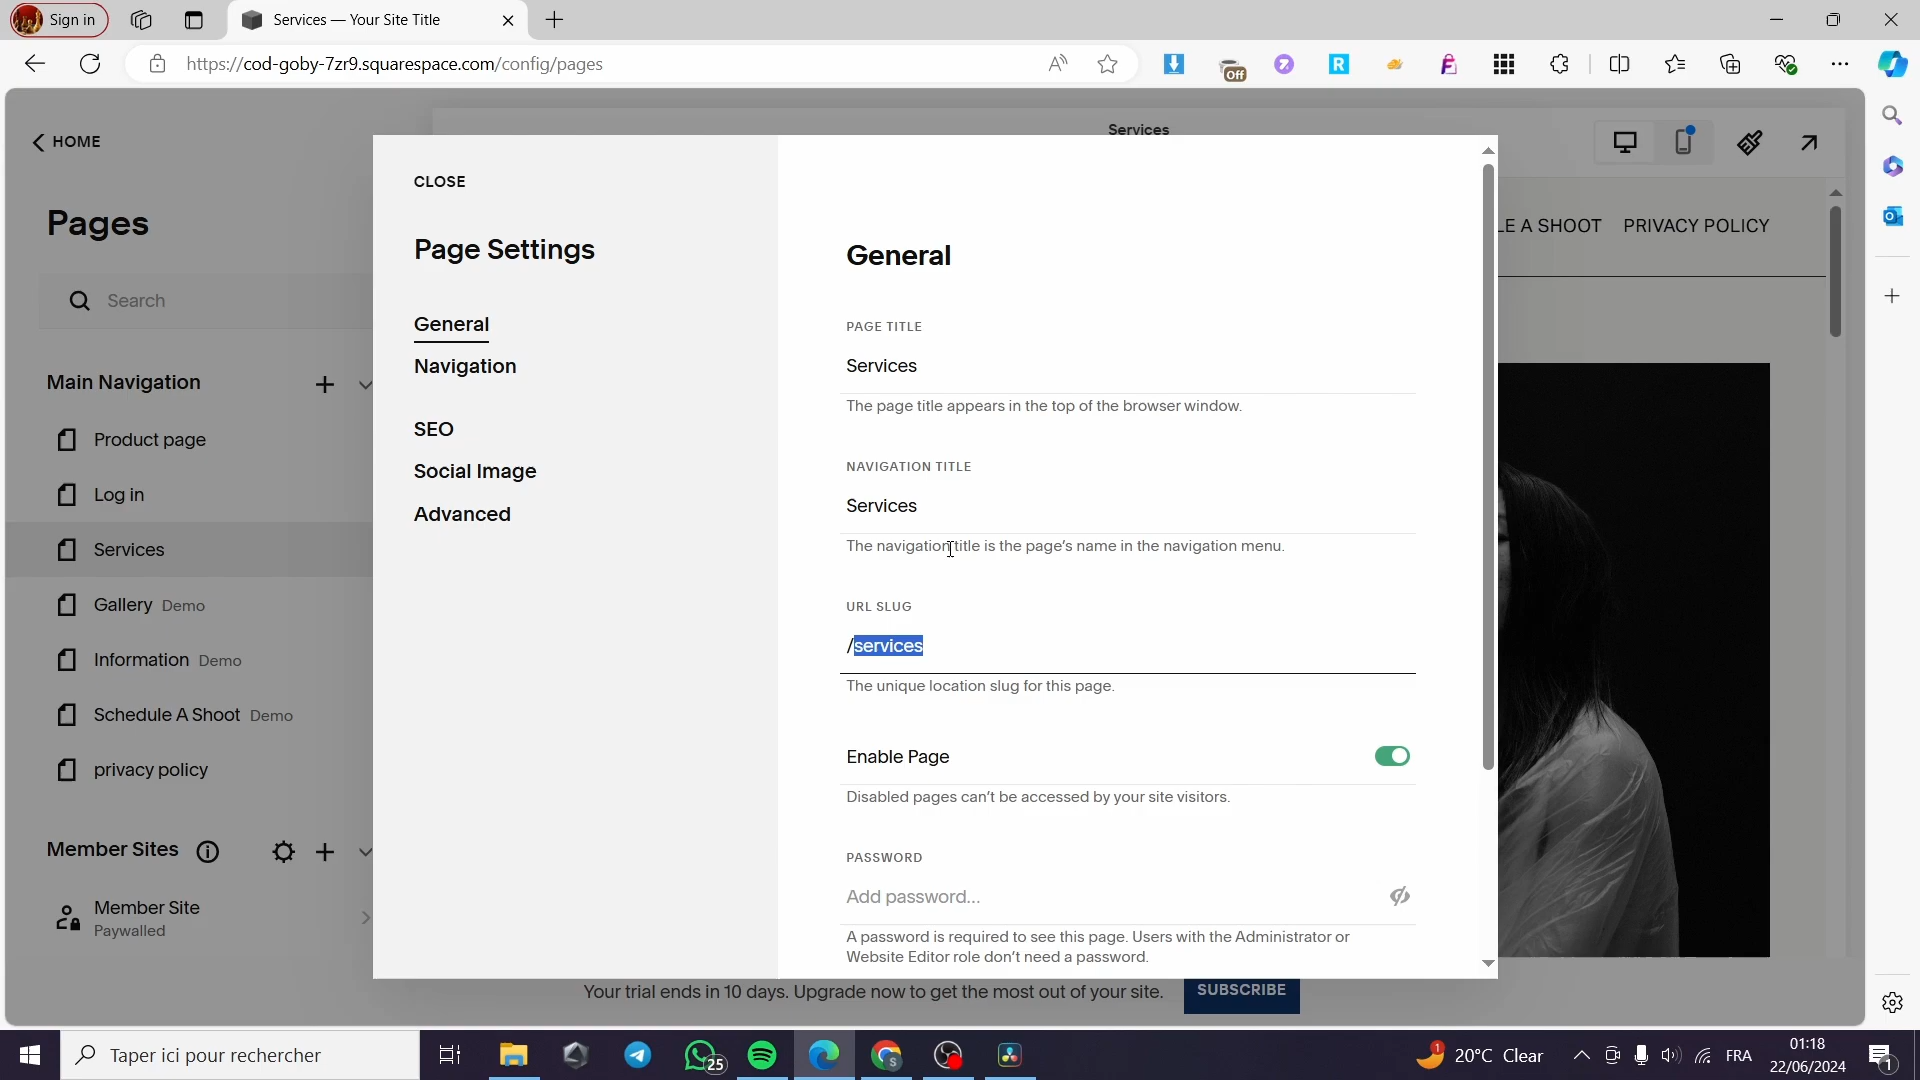 Sign in
Services — Your Site Title
https://cod-goby-7zr9.squarespace.com/config/pages
Off
HOME
Services
Pages
Search
Main Navigation
Product page
Log in
Services
Gallery Demo
Information Demo
Schedule A Shoot Demo
privacy policy
Member Sites
Member Site
Paywalled
CLOSE
Page Settings
General
Navigation
SEO
Social Image
Advanced
General
PAGE TITLE
Services
The page title appears in the top of the browser window.
NAVIGATION TITLE
Services
The navigation title is the page's name in the navigation menu.
URL SLUG
/services
The unique location slug for this page.
Enable Page
Disabled pages can't be accessed by your site visitors.
PASSWORD
Add password...
A password is required to see this page. Users with the Administrator or
Website Editor role don't need a password.
LE A SHOOT PRIVACY POLICY
Your trial ends in 10 days. Upgrade now to get the most out of your site.
SUBSCRIBE
Taper ici pour rechercher
25
1
20°C Clear
FRA
01:18
22/06/2024
1